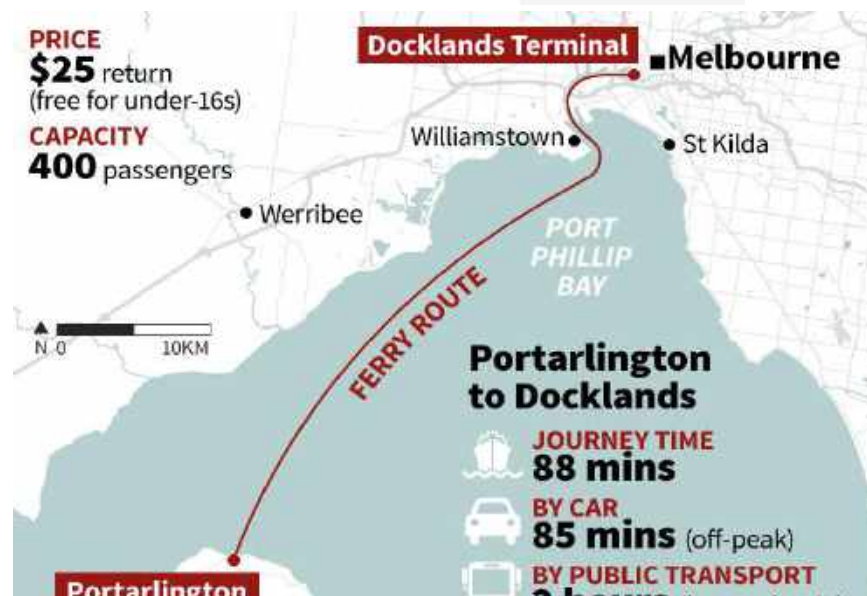 PRICE
$25 return
(free for under-16s)
CAPACITY
400 passengers
Docklands Terminal
Melbourne
Williamstown
St Kilda
Werribee
PORT
PHILLIP
BAY
FERRY ROUTE
N 0 10KM
Portarlington
to Docklands
JOURNEY TIME
88 mins
BY CAR
85 mins (off-peak)
BY PUBLIC TRANSPORT
Portarlington